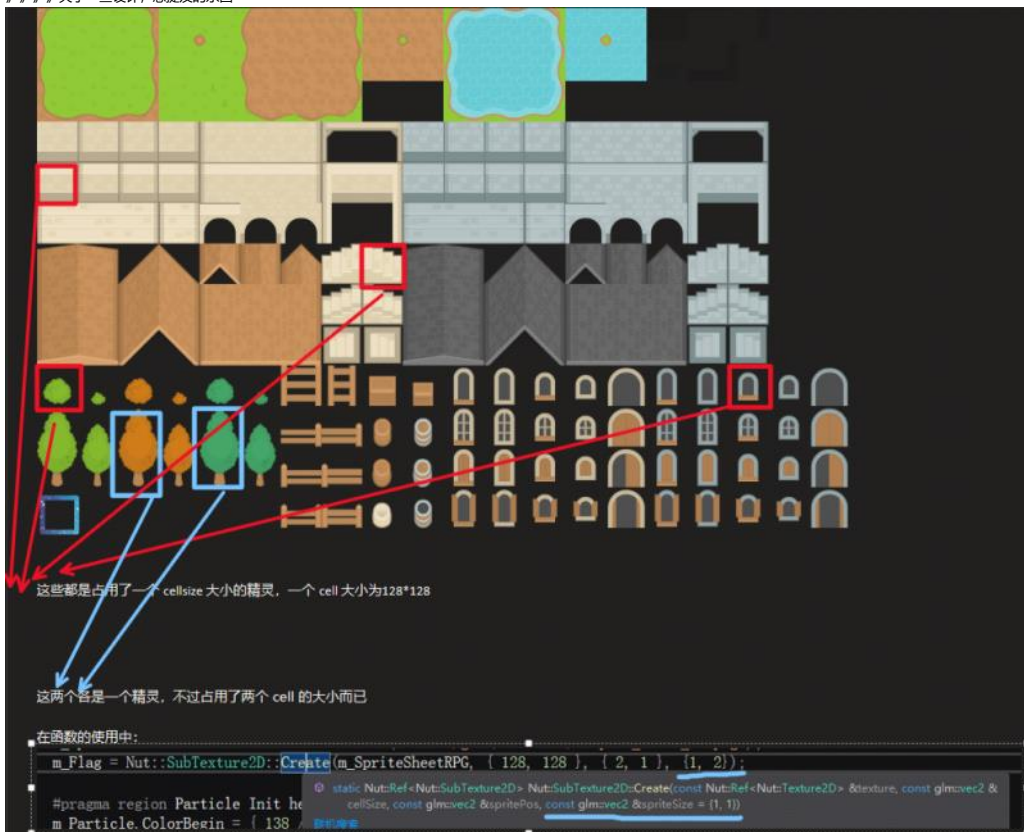 这些都是占用了一个 cellsize 大小的精灵，一个 cell 大小为128*128
这两个各是一个精灵，不过占用了两个 cell 的大小而已
在函数的使用中：
m_Flag = Nut::SubTexture2D::Create(m_SpriteSheetRPG, { 128, 128 }, { 2, 1 }, {1, 2});
static Nut::Ref<Nut::SubTexture2D> Nut::SubTexture2D::Create(const Nut::Ref<Nut::Texture2D> &texture, const glm::vec2 &
cellSize, const glm::vec2 &spritePos, const glm::vec2 &spriteSize = {1, 1})
#pragma region Particle Init he
m_Particle.ColorBegin = { 138 /
联机搜索